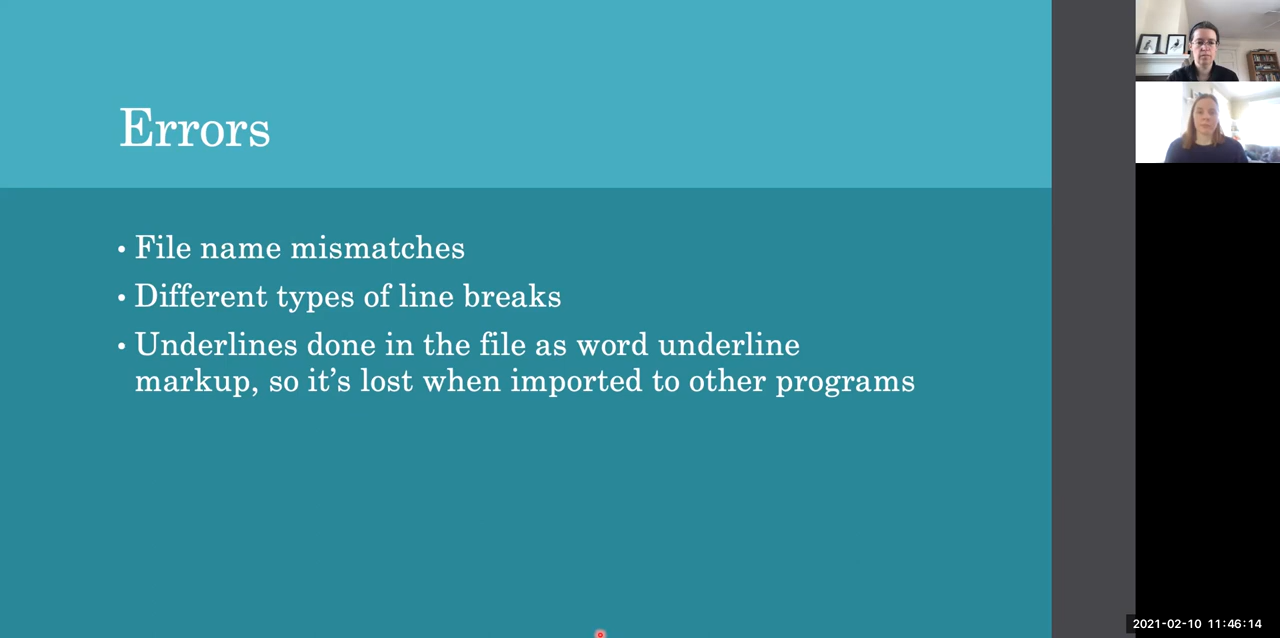 Errors
• File name mismatches
• Different types of line breaks
• Underlines done in the file as word underline
markup, so it’s lost when imported to other programs
2021-02-10 11:46:14